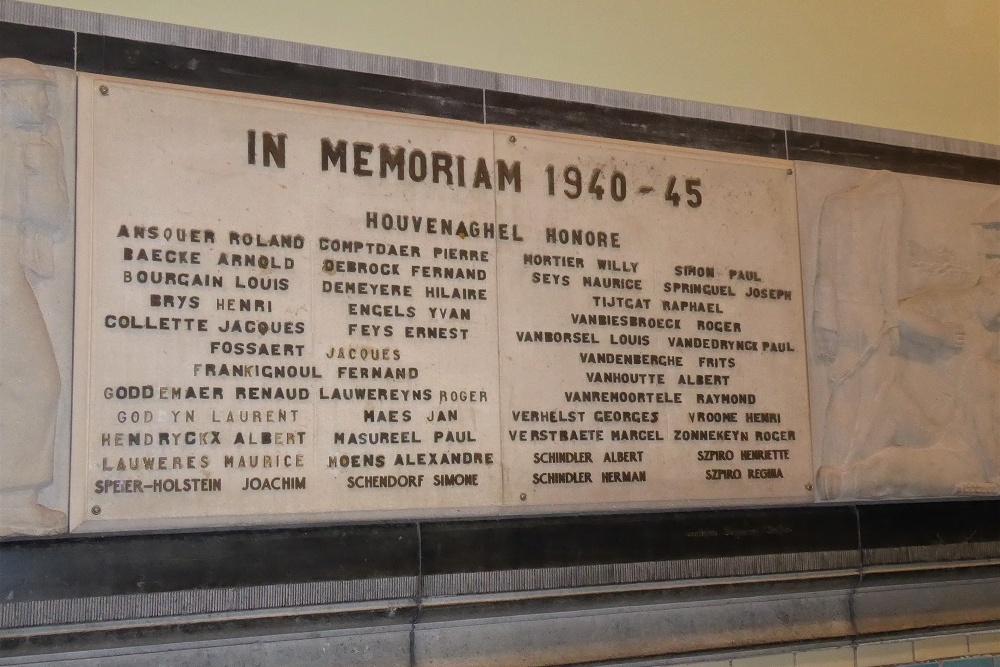 IN MEMORIAM 1940 - 45
HOUVENAGHEL HONORE
ANSQUER ROLAND COMPTDAER PIERRE
BAECKE ARNOLD DEBROCK FERNAND
BOURGAIN LOUIS DEMEYERE HILAIRE
BRYS HENRI ENGELS YVAN
COLLETTE JACQUES FEYS ERNEST
FOSSAERT JACQUES
FRANKIGNOUL FERNAND
GODDEMAER RENAUD LAUWEREYNS ROGER
GODYN LAURENT MAES JAN
HENDRYCKX ALBERT MASUREEL PAUL
LAUWERES MAURICE MOENS ALEXANDRE
SPEIER-HOLSTEIN JOACHIM SCHENDORF SIMONE
MORTIER WILLY SIMON PAUL
SEYS MAURICE SPRINGUEL JOSEPH
TIJTGAT RAPHAEL
VANBIESBROECK ROGER
VANBORSEL LOUIS VANDEDRYNCK PAUL
VANDENBERGHE FRITS
VANHOUTTE ALBERT
VANREMOORTELE RAYMOND
VERHELST GEORGES VROOME HENRI
VERSTRAETE MARCEL ZONNEKEYN ROGER
SCHINDLER ALBERT SZPIRO HENRIETTE
SCHINDLER HERMAN SZPIRO REGINA